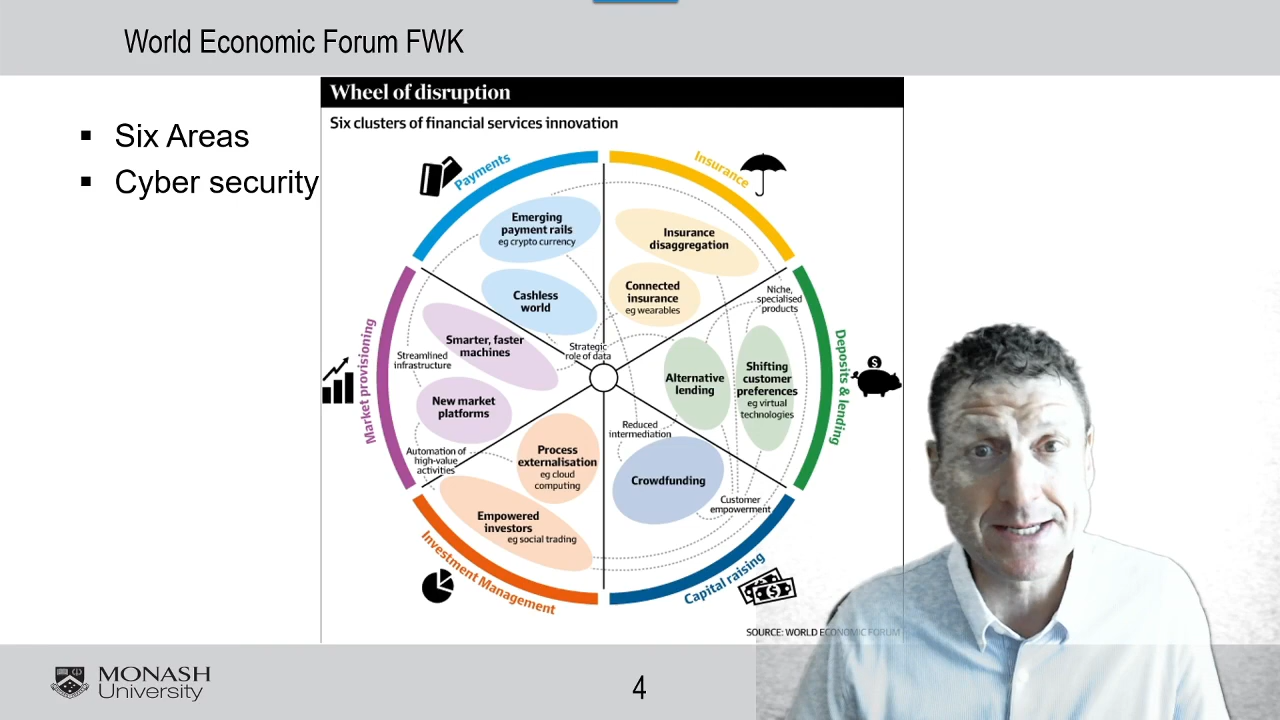 World Economic Forum FWK
▪ Six Areas
▪ Cyber security
Wheel of disruption
Six clusters of financial services innovation
Payments
Insurance
Emerging
payment rails
eg crypto currency
Insurance
disaggregation
Cashless
world
Connected
insurance
eg wearables
Niche,
specialised
products
Market provisioning
Smarter, faster
machines
Streamlined
infrastructure
Strategic
role of data
New market
platforms
Alternative
lending
Shifting
customer
preferences
eg virtual
technologies
Deposits & lending
Automation of
high-value
activities
Process
externalisation
eg cloud
computing
Reduced
intermediation
Crowdfunding
Customer
empowerment
Empowered
investors
eg social trading
Investment Management
Capital raising
SOURCE: WORLD ECONOMIC FORUM
MONASH
University
4